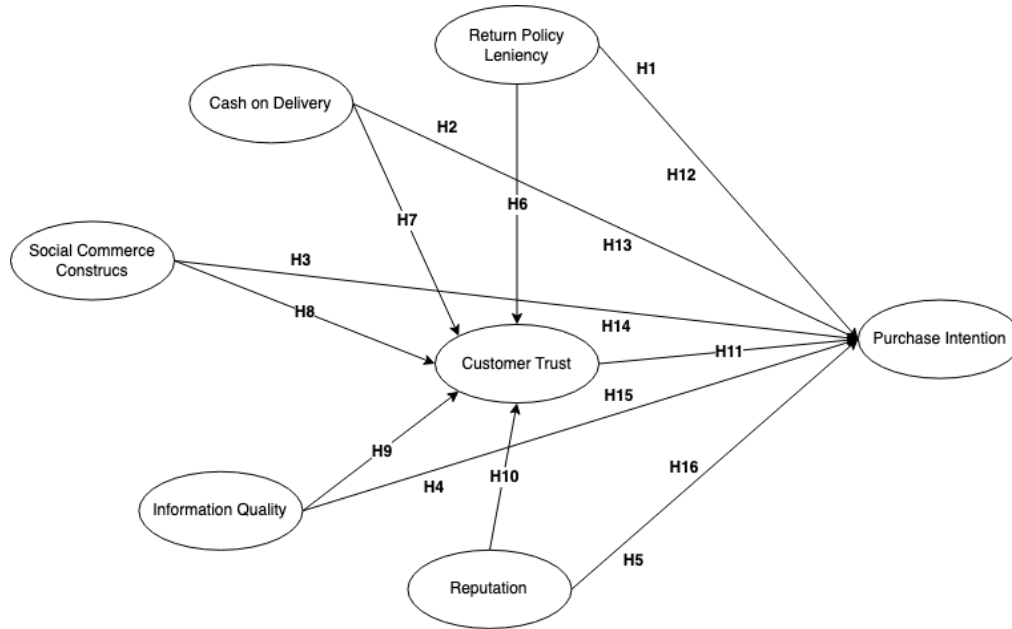 Return Policy
Leniency
H1
Cash on Delivery
H2
H12
H6
H7
H13
Social Commerce
Construcs
H3
H8
H14
Customer Trust
H11
Purchase Intention
H15
H9
H4
H10
H16
Information Quality
Reputation
H5